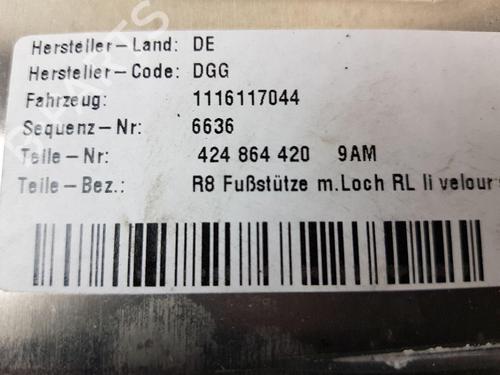 Hersteller-Land: DE
Hersteller-Code: DGG
Fahrzeug: 1116117044
Sequenz-Nr: 6636
Teile-Nr: 424 864 420 9AM
Teile-Bez.: R8 Fußstütze m.Loch RL li velour